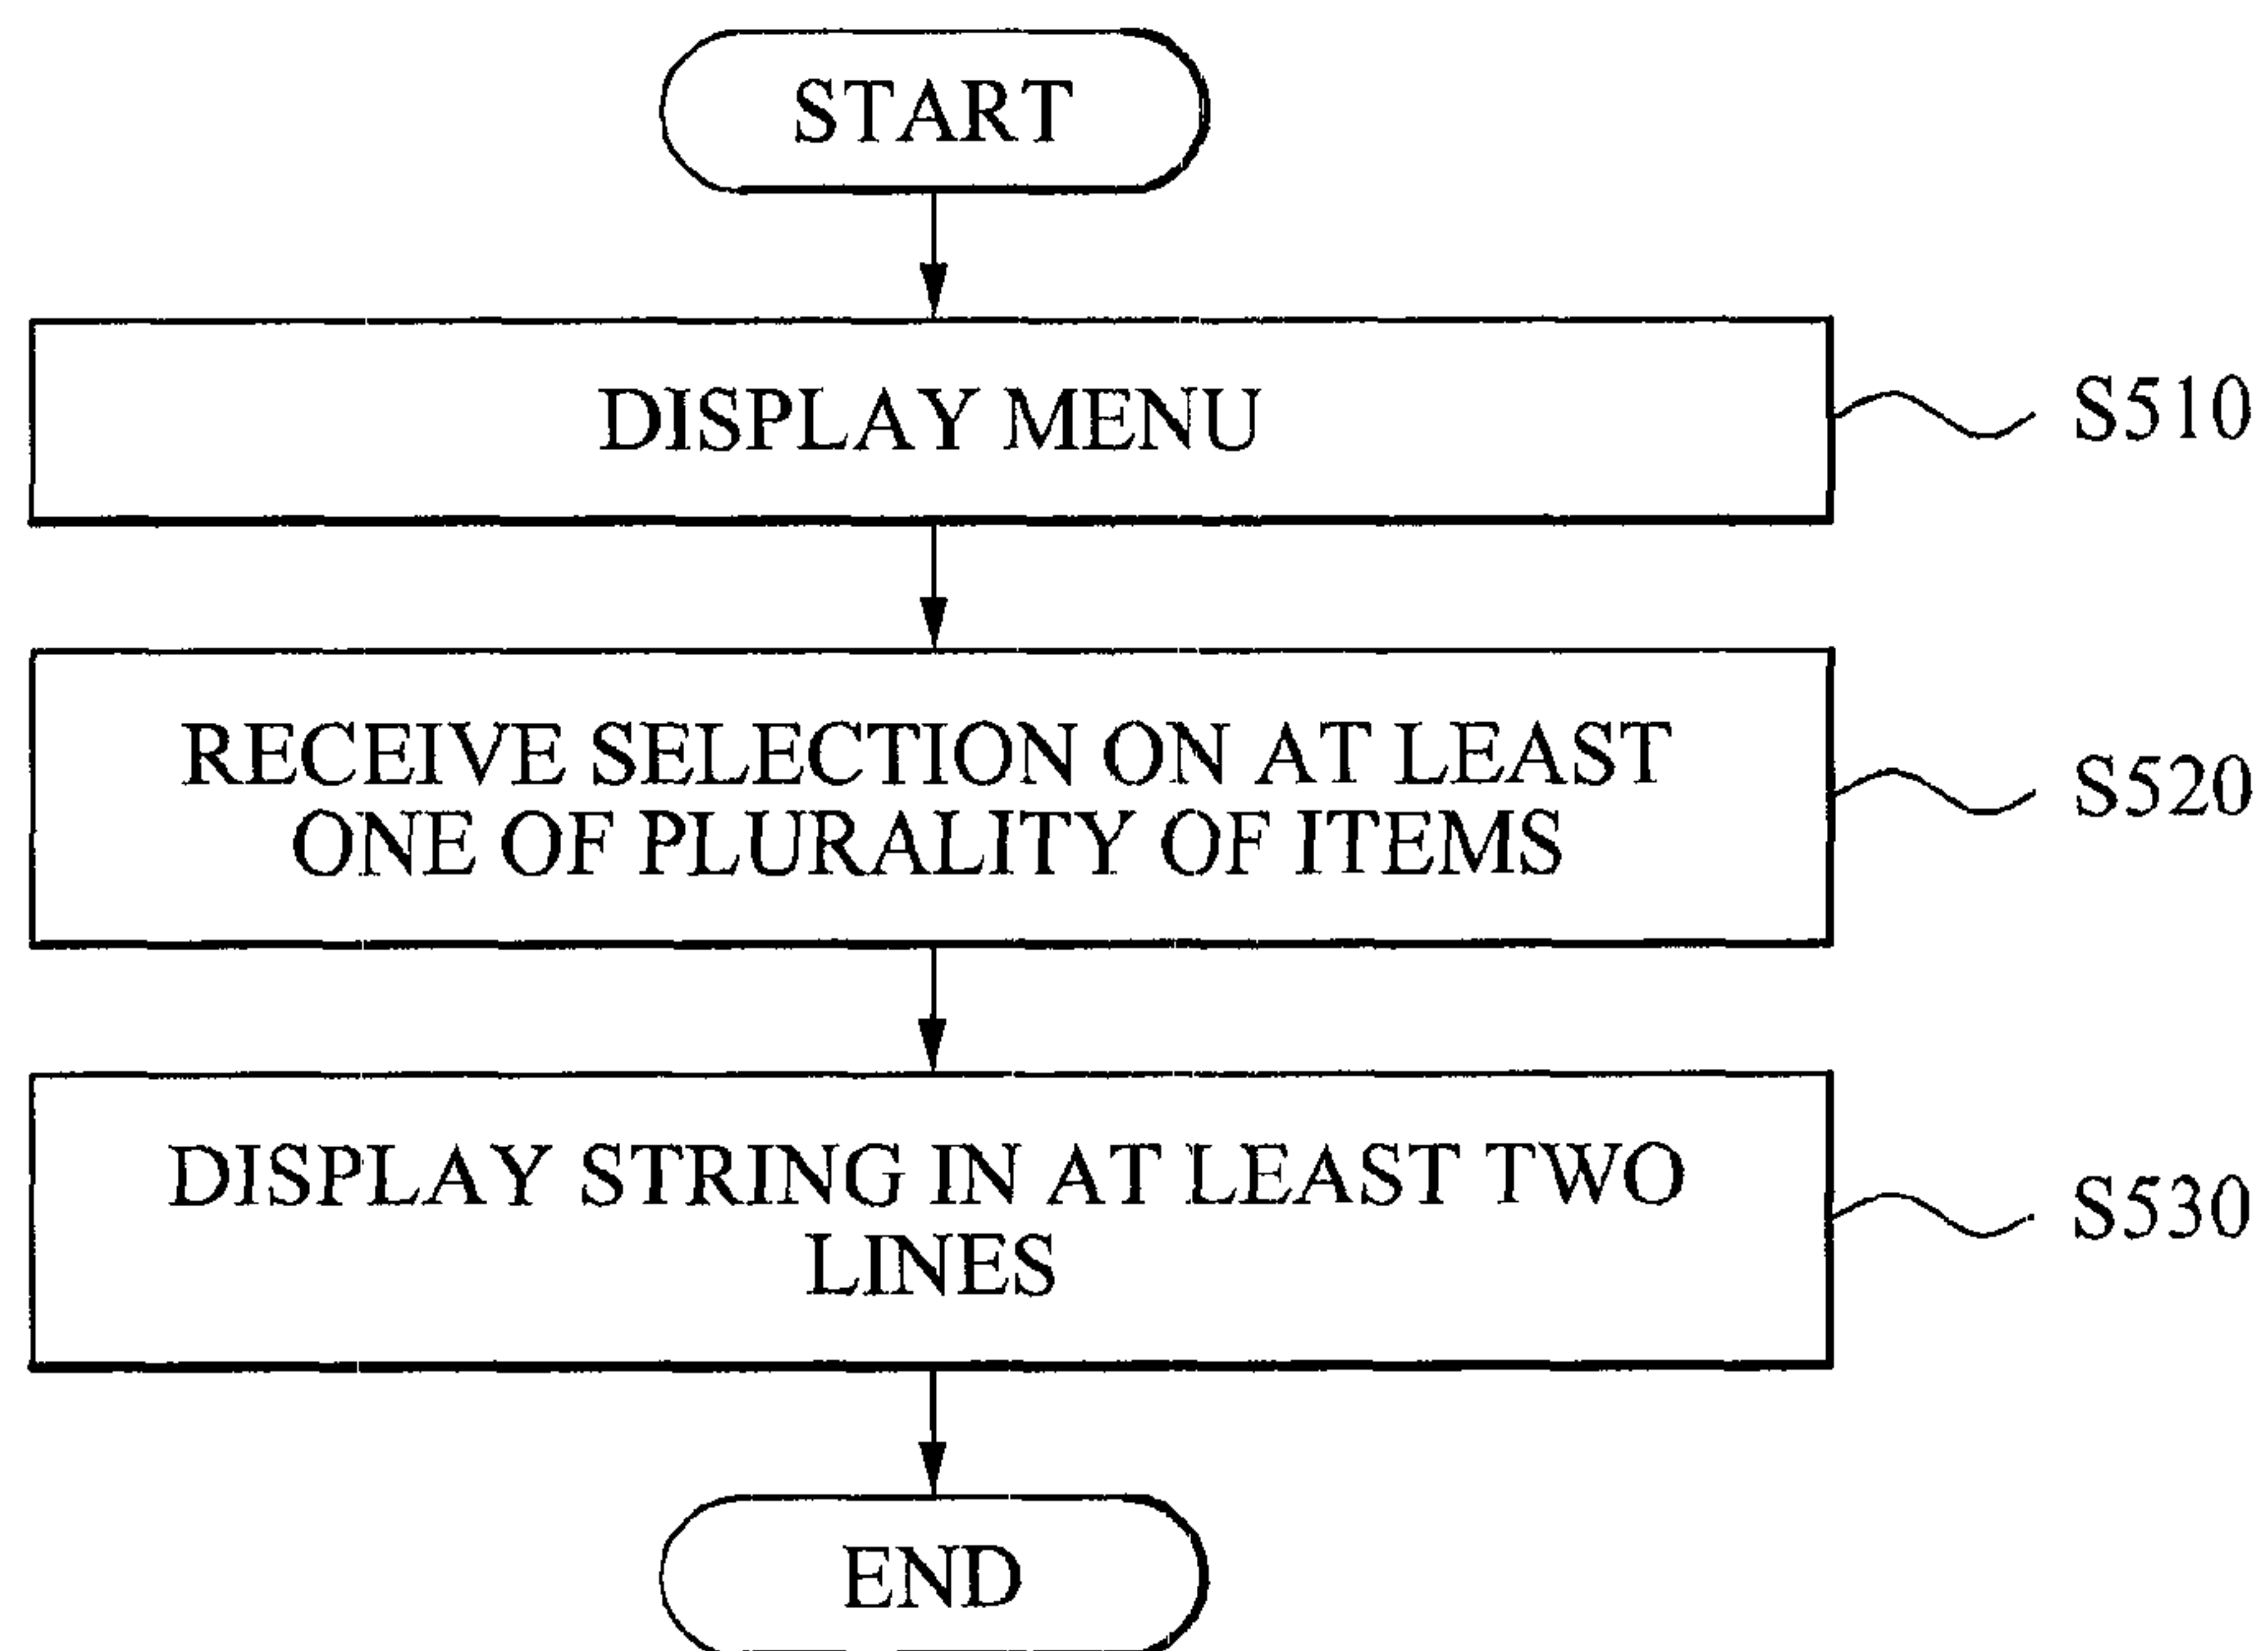 START
DISPLAY MENU
S510
RECEIVE SELECTION ON AT LEAST
ONE OF PLURALITY OF ITEMS
S520
DISPLAY STRING IN AT LEAST TWO
LINES
S530
END